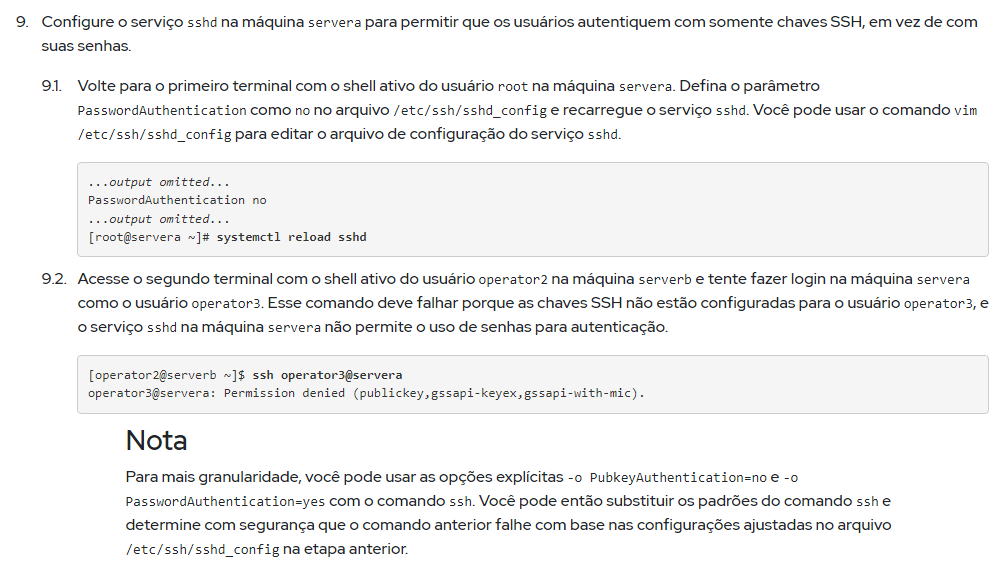 9. Configure o serviço sshd na máquina servera para permitir que os usuários autentiquem com somente chaves SSH, em vez de com
suas senhas.
9.1. Volte para o primeiro terminal com o shell ativo do usuário root na máquina servera. Defina o parâmetro
PasswordAuthentication como no no arquivo /etc/ssh/sshd_config e recarregue o serviço sshd. Você pode usar o comando vim
/etc/ssh/sshd_config para editar o arquivo de configuração do serviço sshd.
...output omitted...
PasswordAuthentication no
...output omitted...
[root@servera ~]# systemctl reload sshd
9.2. Acesse o segundo terminal com o shell ativo do usuário operator2 na máquina serverb e tente fazer login na máquina servera
como o usuário operator3. Esse comando deve falhar porque as chaves SSH não estão configuradas para o usuário operator3, e
o serviço sshd na máquina servera não permite o uso de senhas para autenticação.
[operator2@serverb ~]$ ssh operator3@servera
operator3@servera: Permission denied (publickey,gssapi-keyex,gssapi-with-mic).
Nota
Para mais granularidade, você pode usar as opções explícitas -o PubkeyAuthentication=no e -o
PasswordAuthentication=yes com o comando ssh. Você pode então substituir os padrões do comando ssh e
determine com segurança que o comando anterior falhe com base nas configurações ajustadas no arquivo
/etc/ssh/sshd_config na etapa anterior.